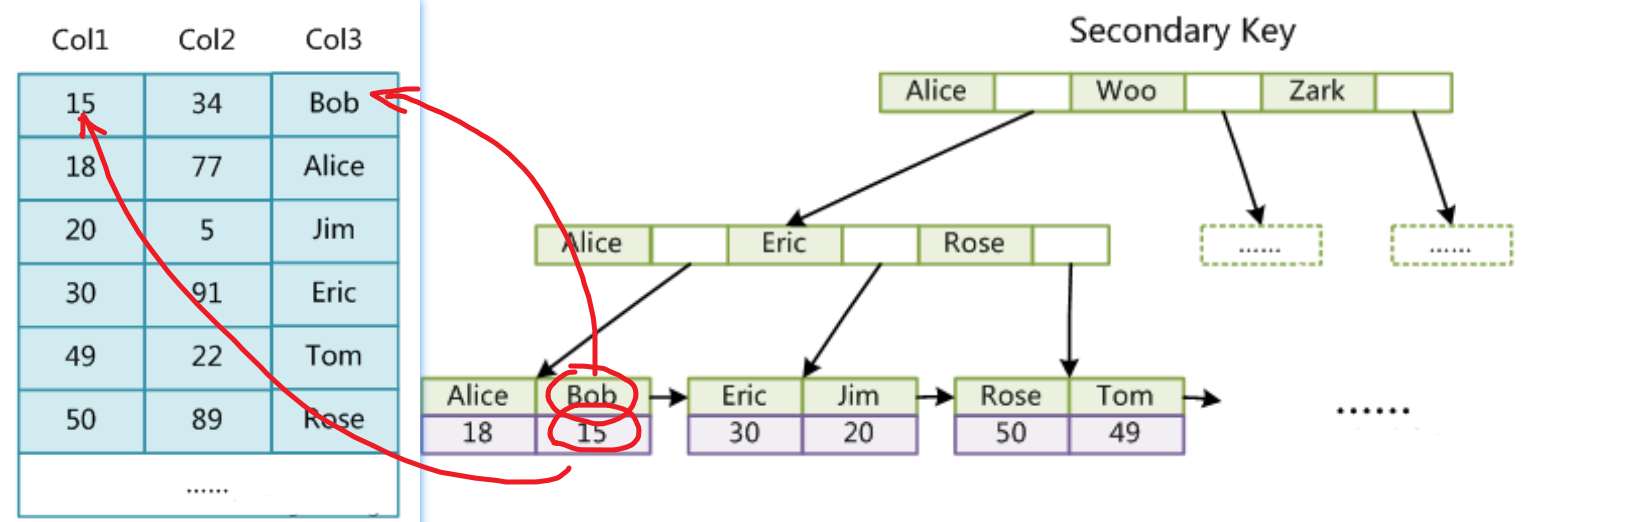 Col1 Col2 Col3
15 34 Bob
18 77 Alice
20 5 Jim
30 91 Eric
49 22 Tom
50 89 Rose
......
Secondary Key
Alice Woo Zark
Alice Eric Rose ...... ......
Alice Bob Eric Jim Rose Tom ......
18 15 30 20 50 49